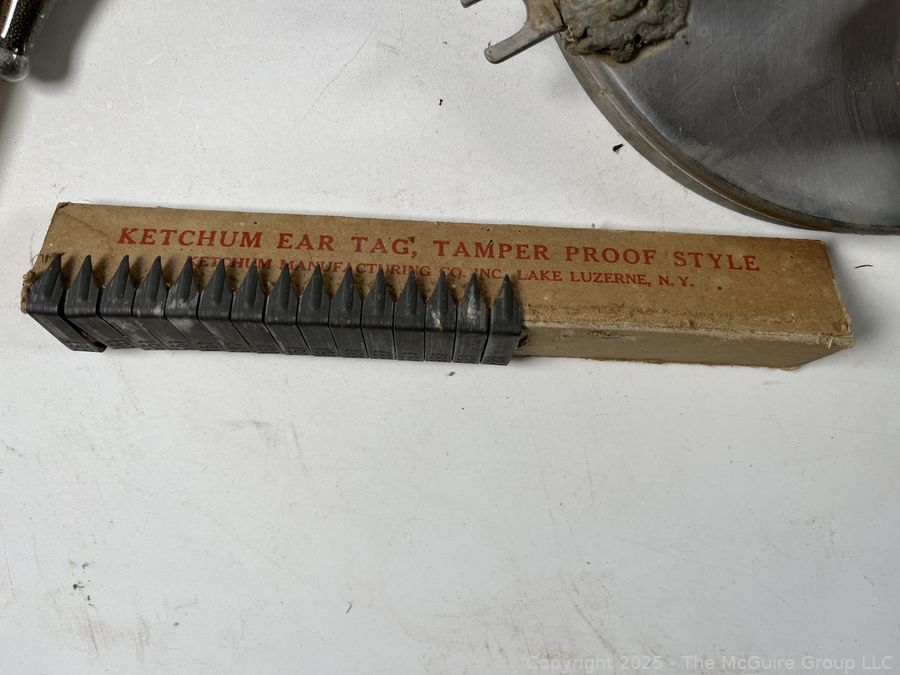 KETCHUM EAR TAG, TAMPER PROOF STYLE
KETCHUM MANUFACTURING CO. INC. LAKE LUZERNE, N. Y.
Copyright 2025 - The McGuire Group LLC